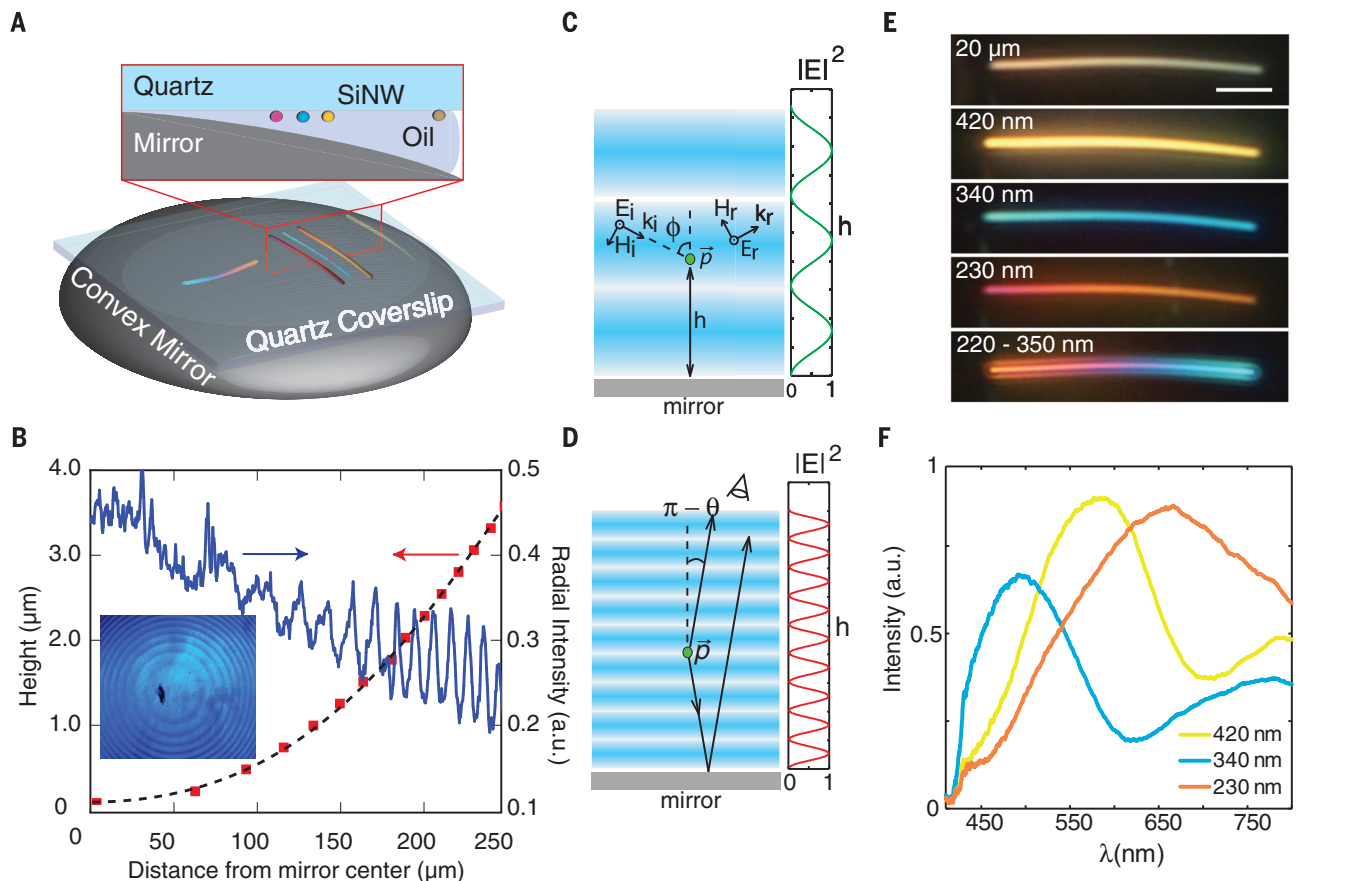 A
Quartz
SiNW
Oil
Mirror
Convex Mirror
Quartz Coverslip
B
4.0
3.0
2.0
1.0
0
Height (µm)
0.5
0.4
0.3
0.2
0.1
Radial Intensity (a.u.)
0
50
100
150
200
250
Distance from mirror center (µm)
C
|E|²
Ei
ki
Hi
ϕ
p⃗
Hr
kr
Er
h
h
0
1
mirror
D
|E|²
π – θ
p⃗
h
0
1
mirror
E
20 µm
420 nm
340 nm
230 nm
220 - 350 nm
F
1
0.5
0
Intensity (a.u.)
420 nm
340 nm
230 nm
450
550
650
750
λ(nm)